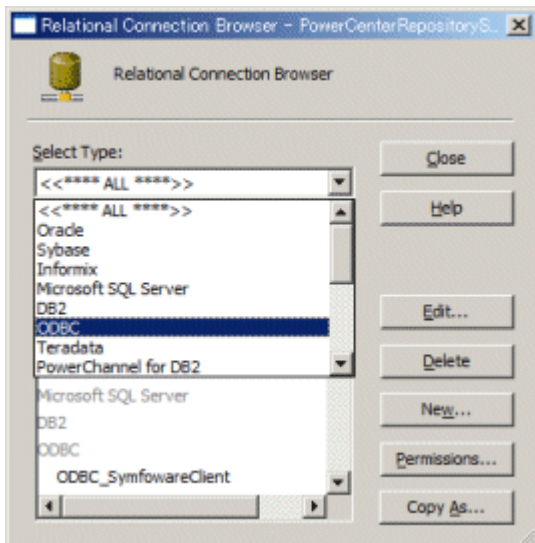 Relational Connection Browser - PowerCenterRepositoryS...
Relational Connection Browser
Select Type:
<<**** ALL ****>>
<<**** ALL ****>>
Oracle
Sybase
Informix
Microsoft SQL Server
DB2
ODBC
Teradata
PowerChannel for DB2
Microsoft SQL Server
DB2
ODBC
ODBC_SymfowareClient
Close
Help
Edit...
Delete
New...
Permissions...
Copy As...